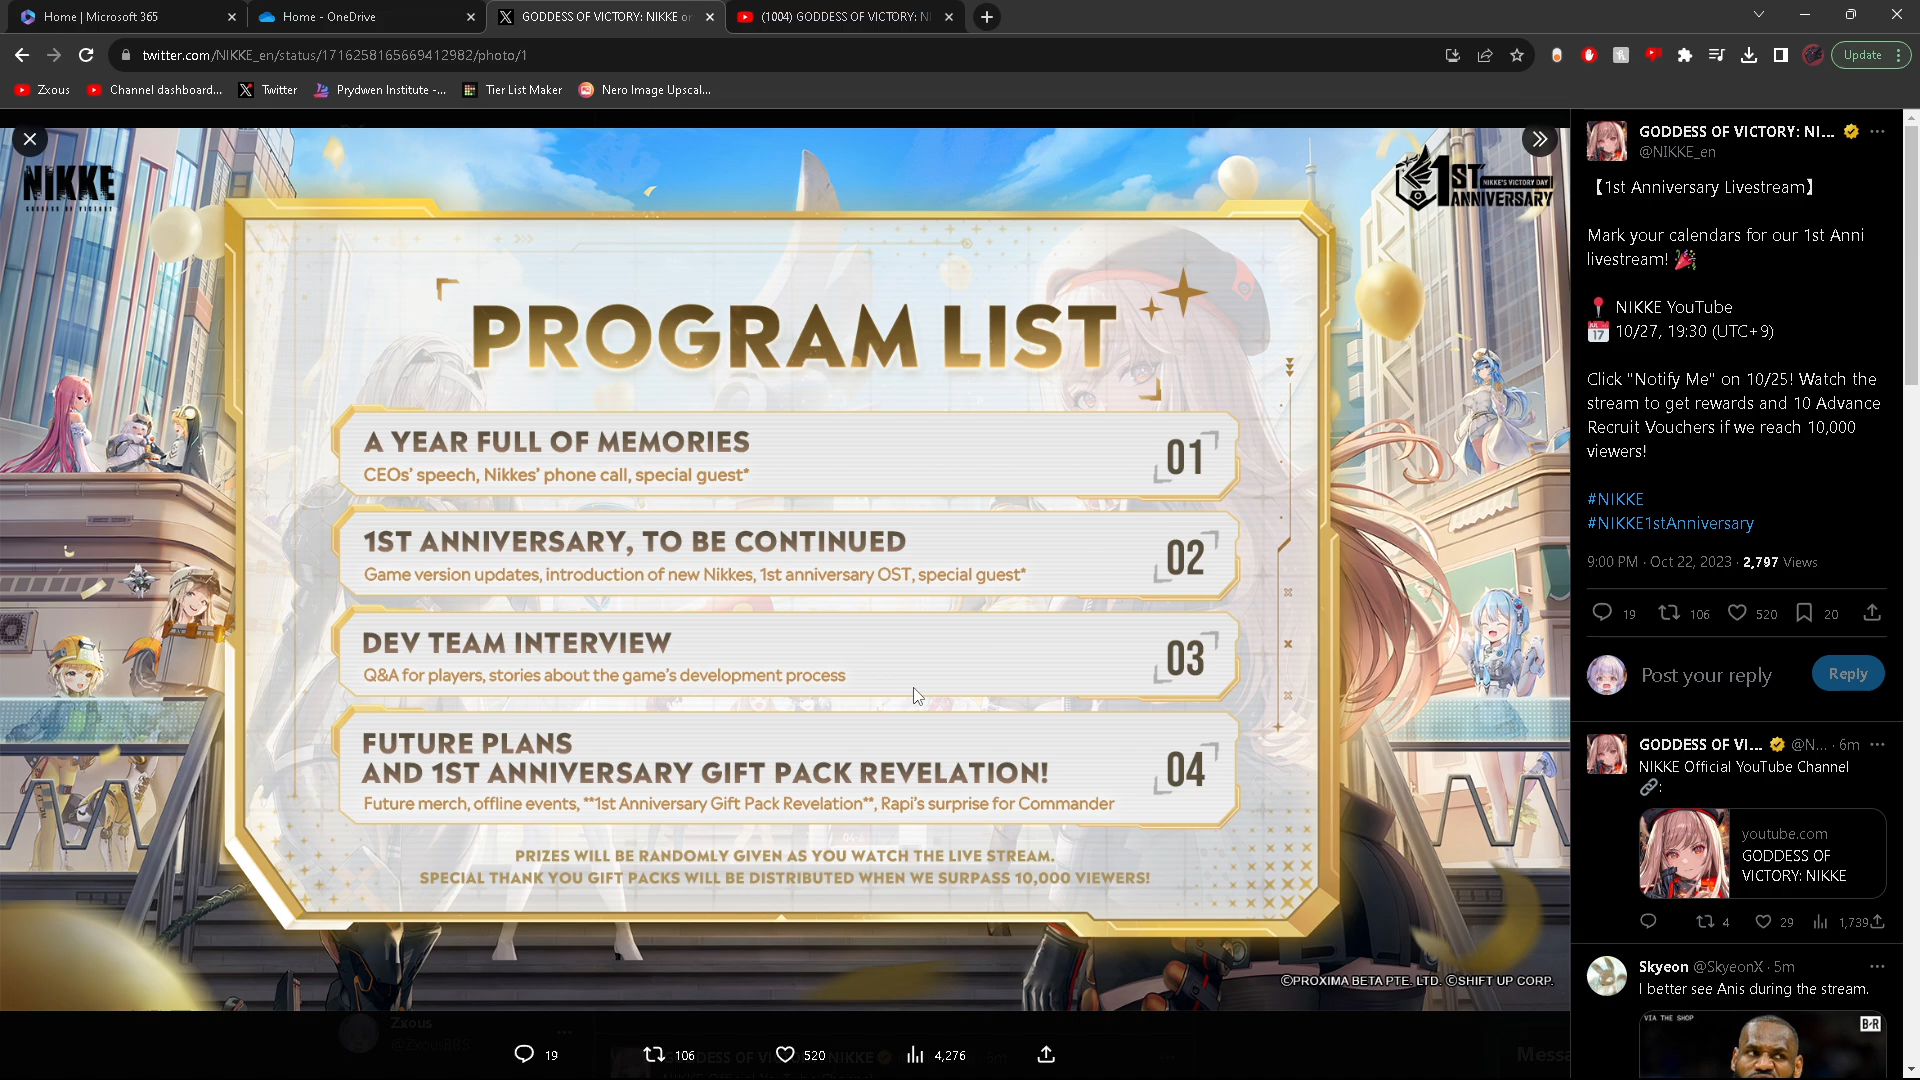 Home | Microsoft 365
Home - OneDrive
GODDESS OF VICTORY: NIKKE or
(1004) GODDESS OF VICTORY: NI
twitter.com/NIKKE_en/status/1716258165669412982/photo/1
Update
Zxous
Channel dashboard...
Twitter
Prydwen Institute -...
Tier List Maker
Nero Image Upscal...
NIKKE
GODDESS OF VICTORY
1ST
NIKKE'S VICTORY DAY
ANNIVERSARY
PROGRAM LIST
A YEAR FULL OF MEMORIES
CEOs' speech, Nikkes' phone call, special guest*
01
1ST ANNIVERSARY, TO BE CONTINUED
Game version updates, introduction of new Nikkes, 1st anniversary OST, special guest*
02
DEV TEAM INTERVIEW
Q&A for players, stories about the game's development process
03
FUTURE PLANS
AND 1ST ANNIVERSARY GIFT PACK REVELATION!
Future merch, offline events, **1st Anniversary Gift Pack Revelation**, Rapi's surprise for Commander
04
PRIZES WILL BE RANDOMLY GIVEN AS YOU WATCH THE LIVE STREAM.
SPECIAL THANK YOU GIFT PACKS WILL BE DISTRIBUTED WHEN WE SURPASS 10,000 VIEWERS!
©PROXIMA BETA PTE. LTD. ©SHIFT UP CORP.
Zxous
19
106
520
4,276
GODDESS OF VICTORY: NI...
@NIKKE_en
【1st Anniversary Livestream】
Mark your calendars for our 1st Anni
livestream! 🎉
📍 NIKKE YouTube
📅 10/27, 19:30 (UTC+9)
Click "Notify Me" on 10/25! Watch the
stream to get rewards and 10 Advance
Recruit Vouchers if we reach 10,000
viewers!
#NIKKE
#NIKKE1stAnniversary
9:00 PM · Oct 22, 2023 · 2,797 Views
19
106
520
20
Post your reply
Reply
GODDESS OF VI... @N... · 6m
NIKKE Official YouTube Channel
🔗:
youtube.com
GODDESS OF
VICTORY: NIKKE
4
29
1,739
Skyeon @SkyeonX · 5m
I better see Anis during the stream.
VIA THE SHOP
B/R